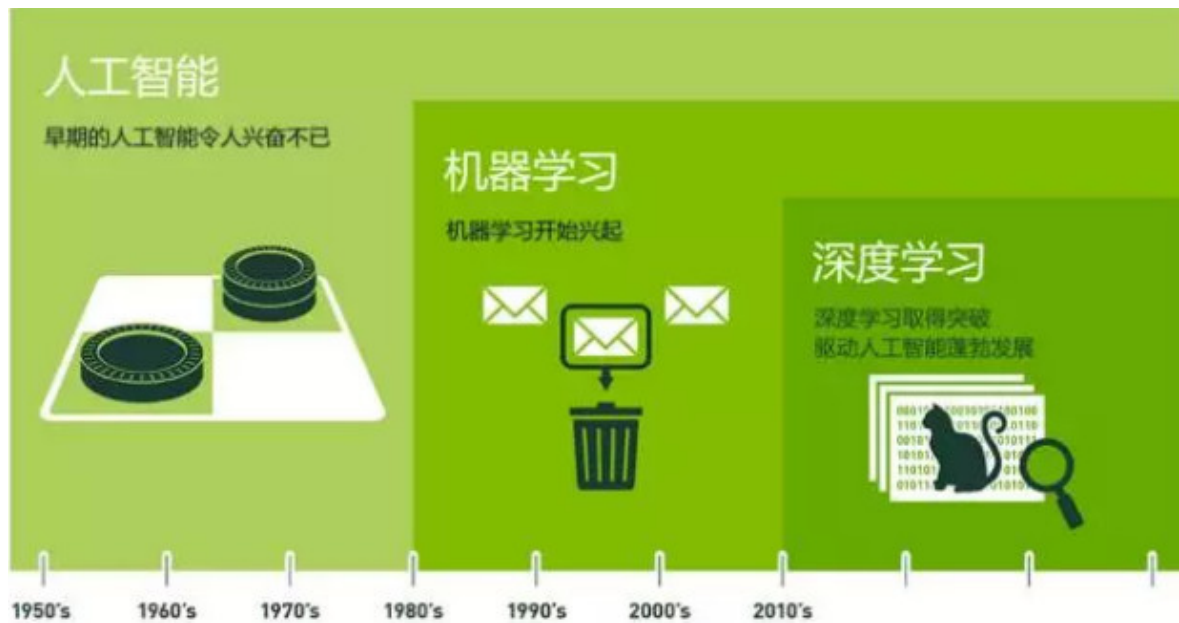 人工智能
早期的人工智能令人兴奋不已
机器学习
机器学习开始兴起
深度学习
深度学习取得突破
驱动人工智能蓬勃发展
1950's 1960's 1970's 1980's 1990's 2000's 2010's